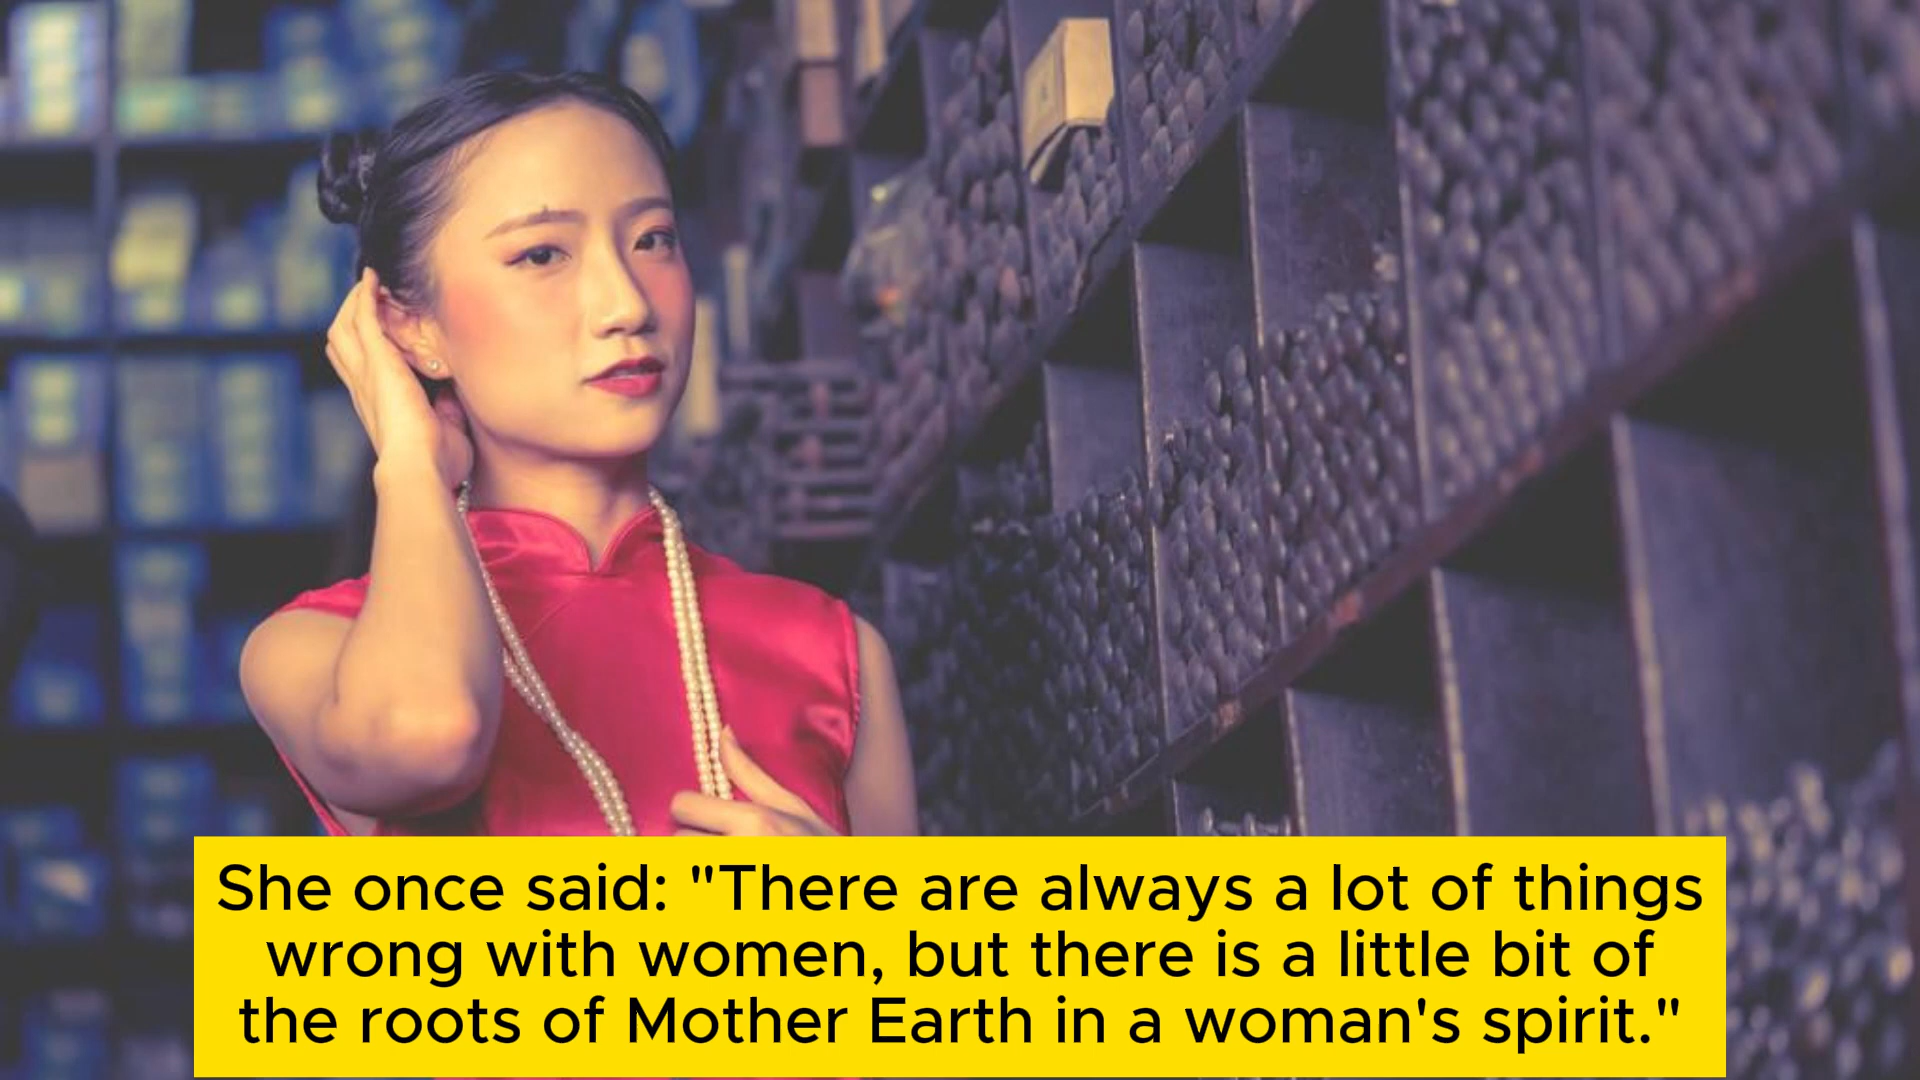 She once said: "There are always a lot of things
wrong with women, but there is a little bit of
the roots of Mother Earth in a woman's spirit."